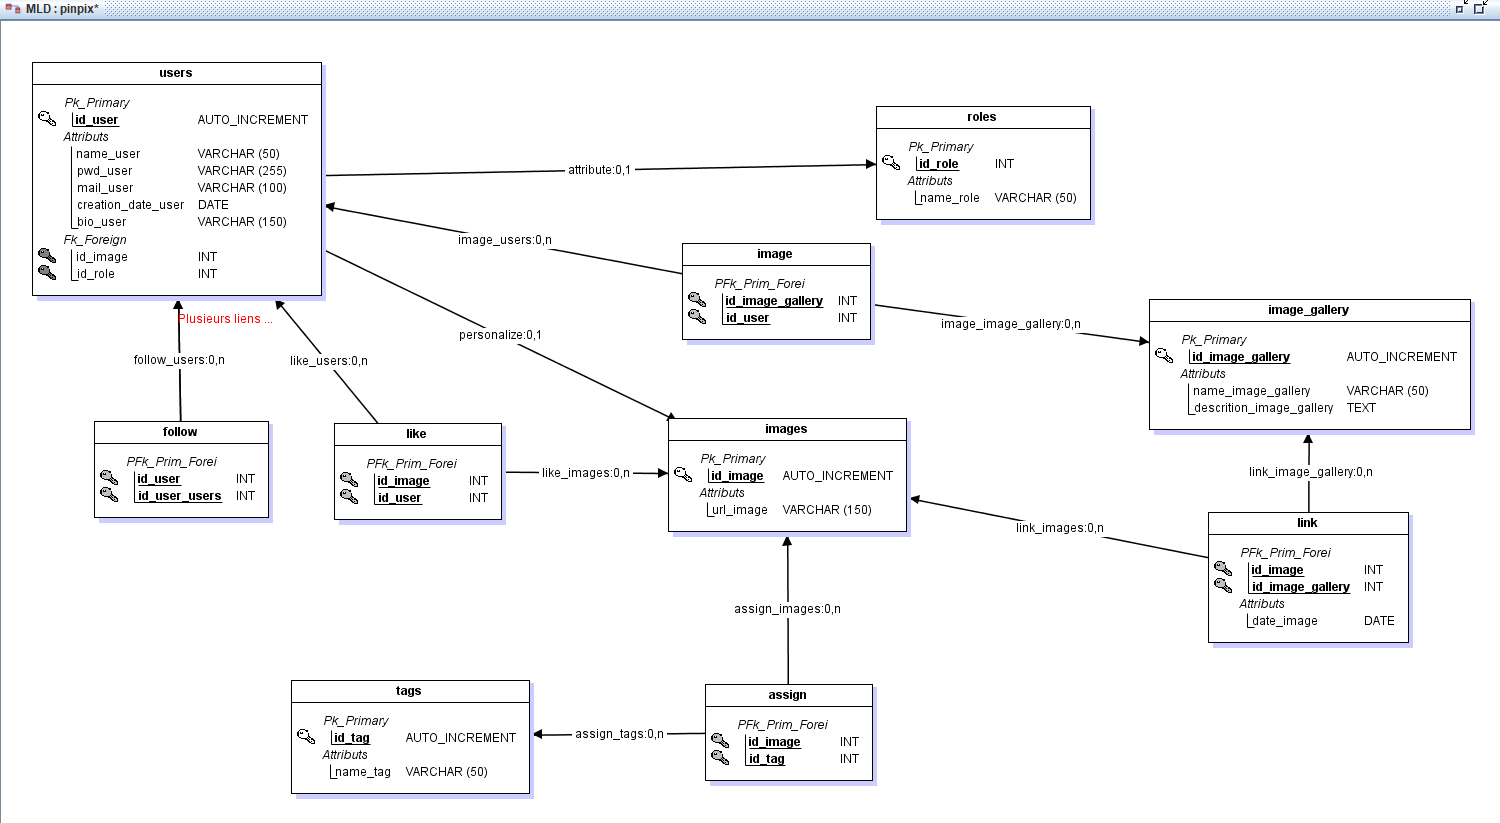 MLD : pinpix*
users
Pk_Primary
id_user AUTO_INCREMENT
Attributs
name_user VARCHAR (50)
pwd_user VARCHAR (255)
mail_user VARCHAR (100)
creation_date_user DATE
bio_user VARCHAR (150)
Fk_Foreign
id_image INT
id_role INT
attribute:0,1
roles
Pk_Primary
id_role INT
Attributs
name_role VARCHAR (50)
image_users:0,n
image
PFk_Prim_Forei
id_image_gallery INT
id_user INT
image_image_gallery:0,n
image_gallery
Pk_Primary
id_image_gallery AUTO_INCREMENT
Attributs
name_image_gallery VARCHAR (50)
descrition_image_gallery TEXT
Plusieurs liens ...
personalize:0,1
follow_users:0,n
like_users:0,n
follow
PFk_Prim_Forei
id_user INT
id_user_users INT
like
PFk_Prim_Forei
id_image INT
id_user INT
like_images:0,n
images
Pk_Primary
id_image AUTO_INCREMENT
Attributs
url_image VARCHAR (150)
link_image_gallery:0,n
link_images:0,n
link
PFk_Prim_Forei
id_image INT
id_image_gallery INT
Attributs
date_image DATE
assign_images:0,n
tags
Pk_Primary
id_tag AUTO_INCREMENT
Attributs
name_tag VARCHAR (50)
assign_tags:0,n
assign
PFk_Prim_Forei
id_image INT
id_tag INT